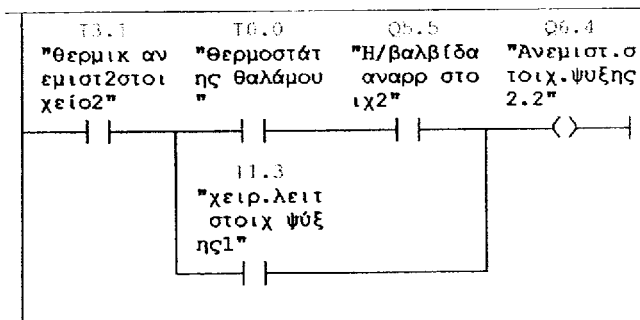 I3.1 I0.0 Q5.5 Q6.4
"θερμικ αν "Θερμοστάτ "Η/βαλβίδα "Ανεμιστ.σ
εμιστ2στοι ης θαλάμου αναρρ στο τοιχ.ψυξης
χείο2" " ιχ2" 2.2"
I1.3
"χειρ.λειτ
στοιχ ψύξ
ης1"